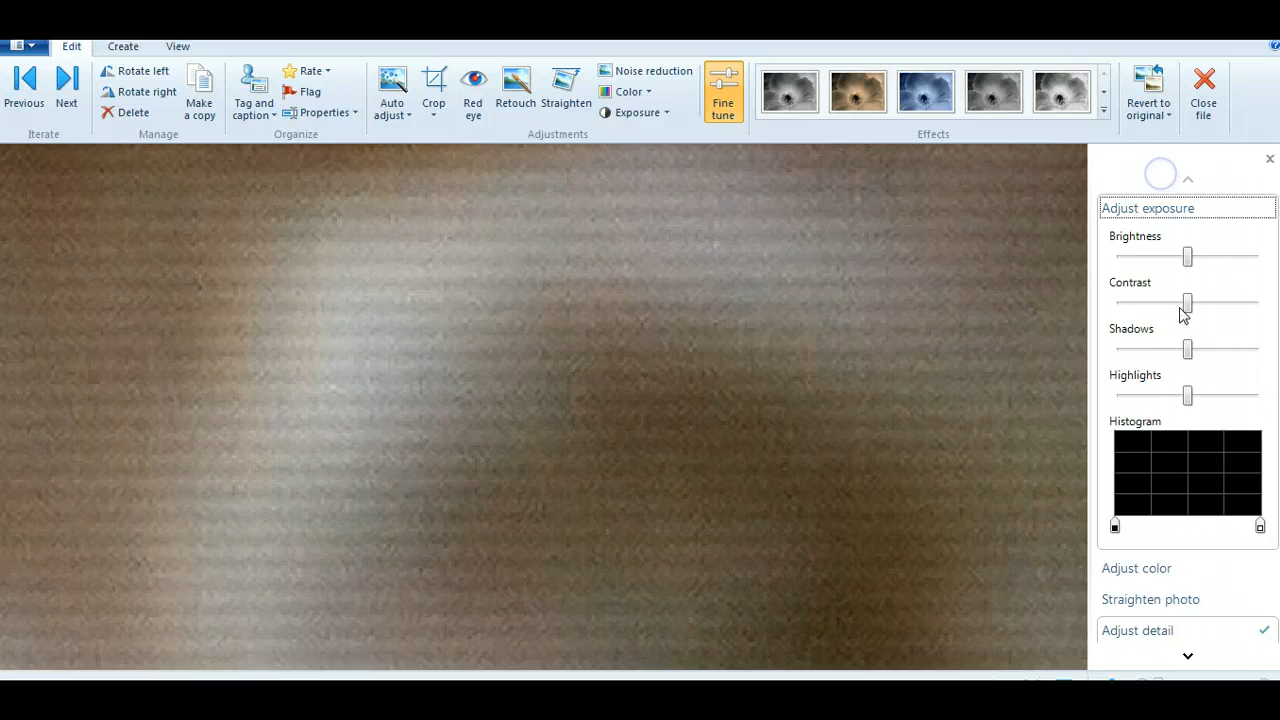 Edit Create View
Previous Next
Rotate left
Rotate right
Delete
Make a copy
Tag and caption
Rate
Flag
Properties
Auto adjust
Crop
Red eye
Retouch
Straighten
Noise reduction
Color
Exposure
Fine tune
Revert to original
Close file
Iterate Manage Organize Adjustments Effects
Adjust exposure
Brightness
Contrast
Shadows
Highlights
Histogram
Adjust color
Straighten photo
Adjust detail